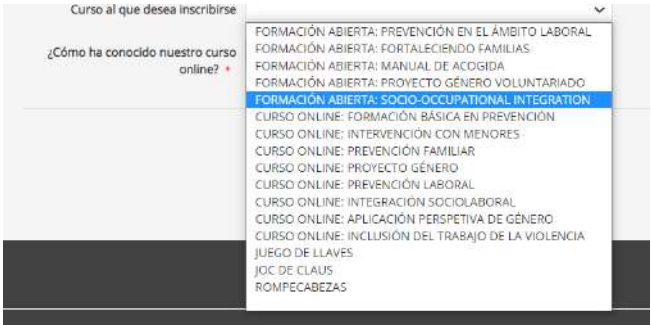 Curso al que desea inscribirse
¿Cómo ha conocido nuestro curso
online? *
FORMACIÓN ABIERTA: PREVENCIÓN EN EL ÁMBITO LABORAL
FORMACIÓN ABIERTA: FORTALECIENDO FAMILIAS
FORMACIÓN ABIERTA: MANUAL DE ACOGIDA
FORMACIÓN ABIERTA: PROYECTO GÉNERO VOLUNTARIADO
FORMACIÓN ABIERTA: SOCIO-OCCUPATIONAL INTEGRATION
CURSO ONLINE: FORMACIÓN BÁSICA EN PREVENCIÓN
CURSO ONLINE: INTERVENCIÓN CON MENORES
CURSO ONLINE: PREVENCIÓN FAMILIAR
CURSO ONLINE: PROYECTO GÉNERO
CURSO ONLINE: PREVENCIÓN LABORAL
CURSO ONLINE: INTEGRACIÓN SOCIOLABORAL
CURSO ONLINE: APLICACIÓN PERSPETIVA DE GÉNERO
CURSO ONLINE: INCLUSIÓN DEL TRABAJO DE LA VIOLENCIA
JUEGO DE LLAVES
JOC DE CLAUS
ROMPECABEZAS